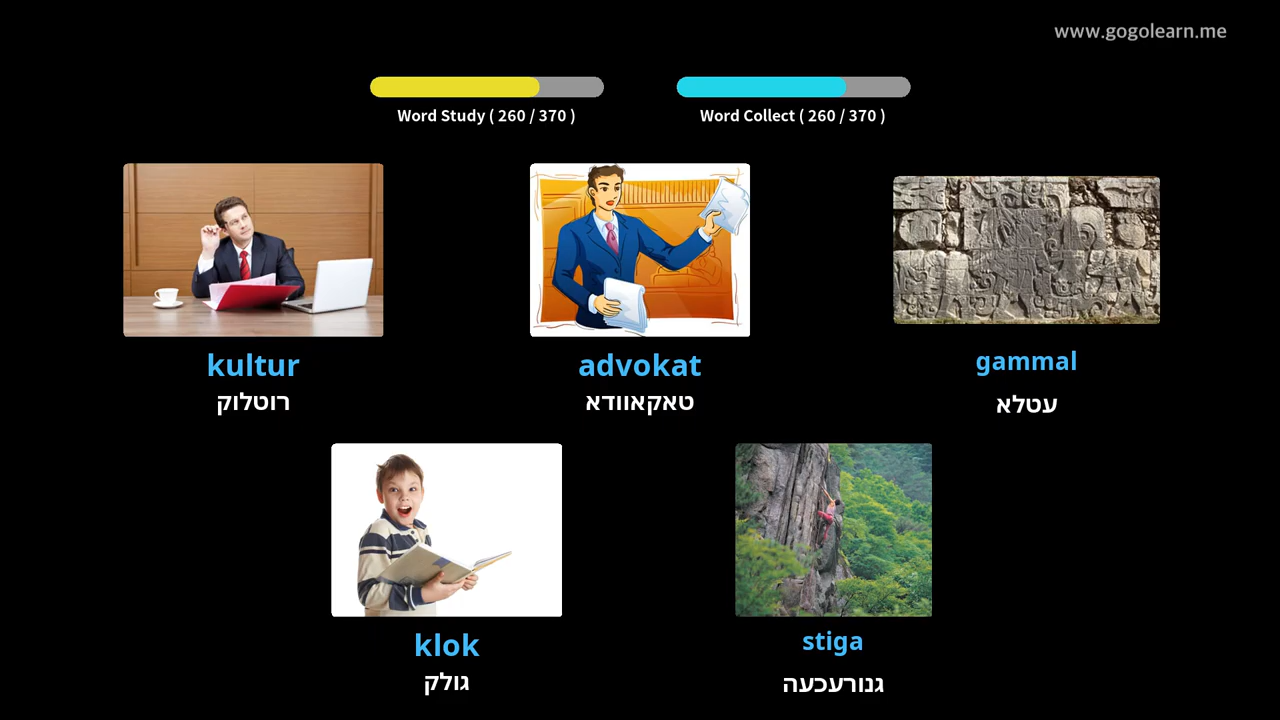 www.gogolearn.me
Word Study ( 260 / 370 )
Word Collect ( 260 / 370 )
kultur
רוטלוק
advokat
טאקאוודא
gammal
עטלא
klok
גולק
stiga
גנורעכעה